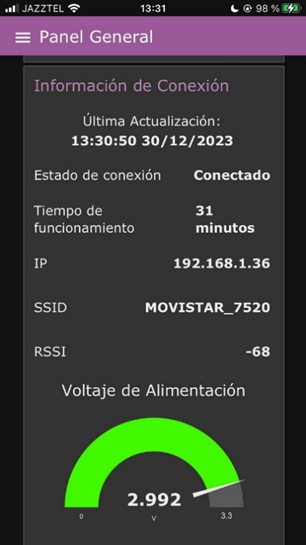 JAZZTEL 13:31 98 %
Panel General
Información de Conexión
Última Actualización:
13:30:50 30/12/2023
Estado de conexión Conectado
Tiempo de 31
funcionamiento minutos
IP 192.168.1.36
SSID MOVISTAR_7520
RSSI -68
Voltaje de Alimentación
2.992
0 V 3.3